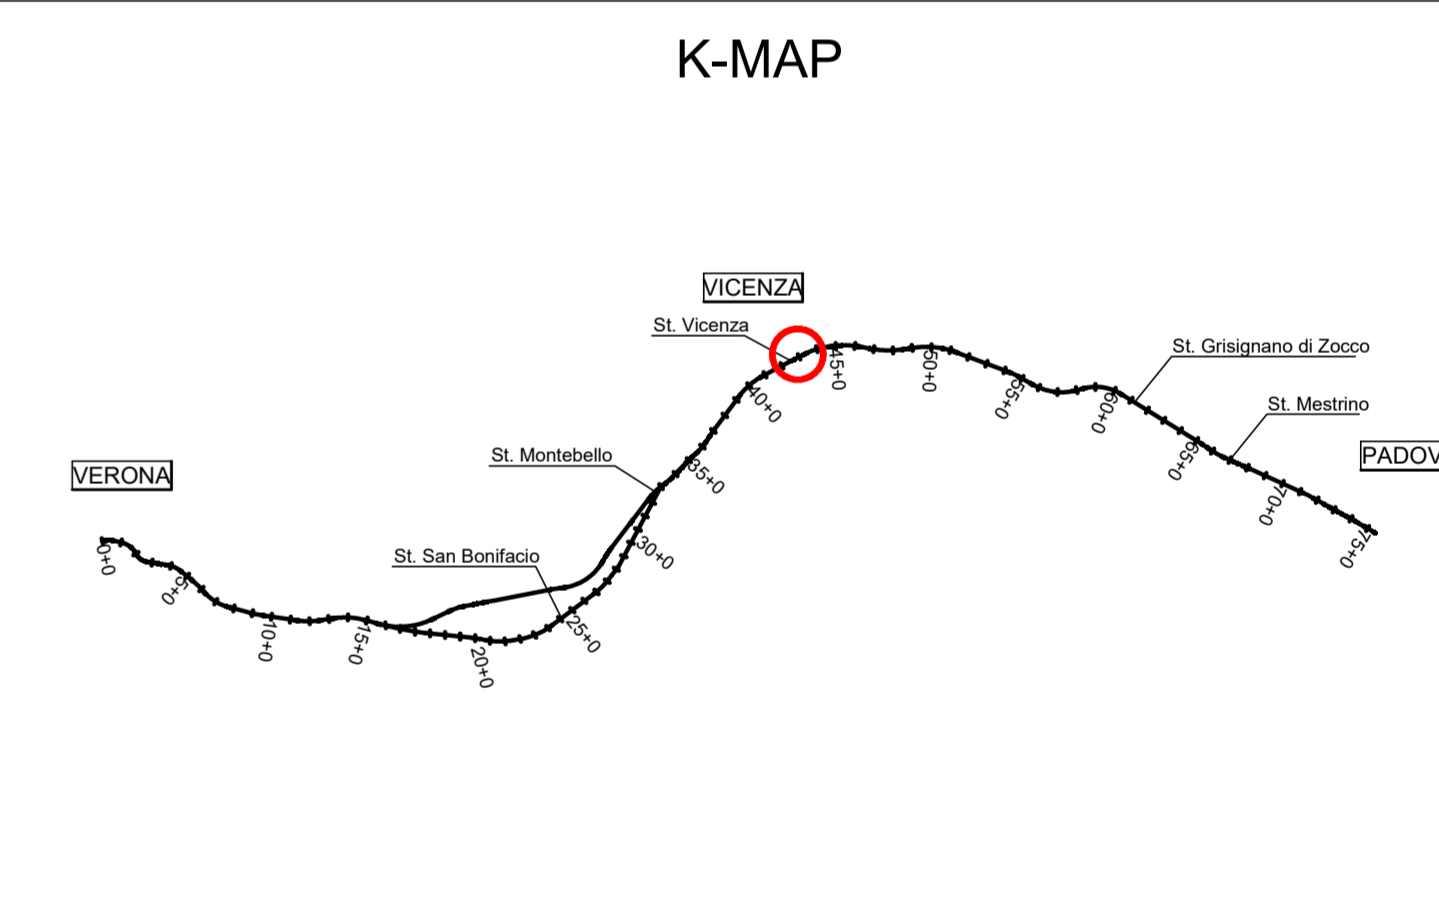 K-MAP
VICENZA
St. Vicenza
45+0
50+0
St. Grisignano di Zocco
55+0
40+0
60+0
St. Mestrino
St. Montebello
35+0
65+0
PADOV
VERONA
70+0
0+0
St. San Bonifacio
30+0
75+0
5+0
10+0
15+0
25+0
20+0